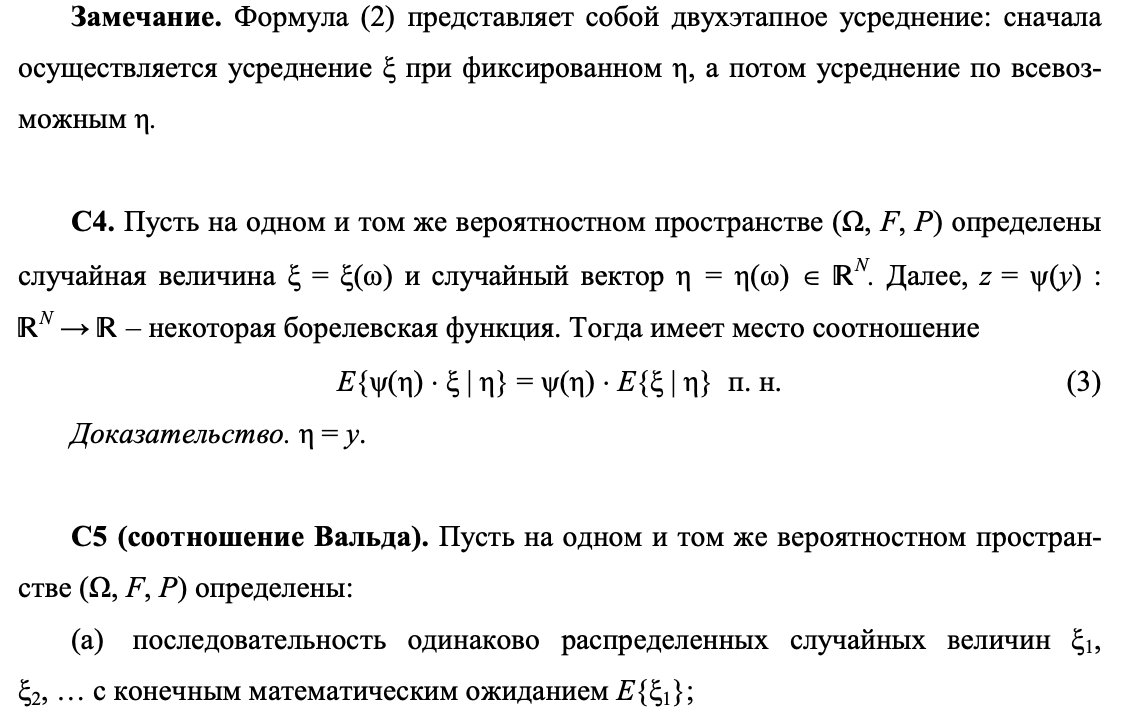 Замечание. Формула (2) представляет собой двухэтапное усреднение: сначала
осуществляется усреднение ξ при фиксированном η, а потом усреднение по всевоз-
можным η.
С4. Пусть на одном и том же вероятностном пространстве (Ω, F, P) определены
случайная величина ξ = ξ(ω) и случайный вектор η = η(ω) ∈ ℝᴺ. Далее, z = ψ(y) :
ℝᴺ → ℝ – некоторая борелевская функция. Тогда имеет место соотношение
E{ψ(η) · ξ | η} = ψ(η) · E{ξ | η} п. н. (3)
Доказательство. η = y.
С5 (соотношение Вальда). Пусть на одном и том же вероятностном простран-
стве (Ω, F, P) определены:
(а) последовательность одинаково распределенных случайных величин ξ₁,
ξ₂, … с конечным математическим ожиданием E{ξ₁};